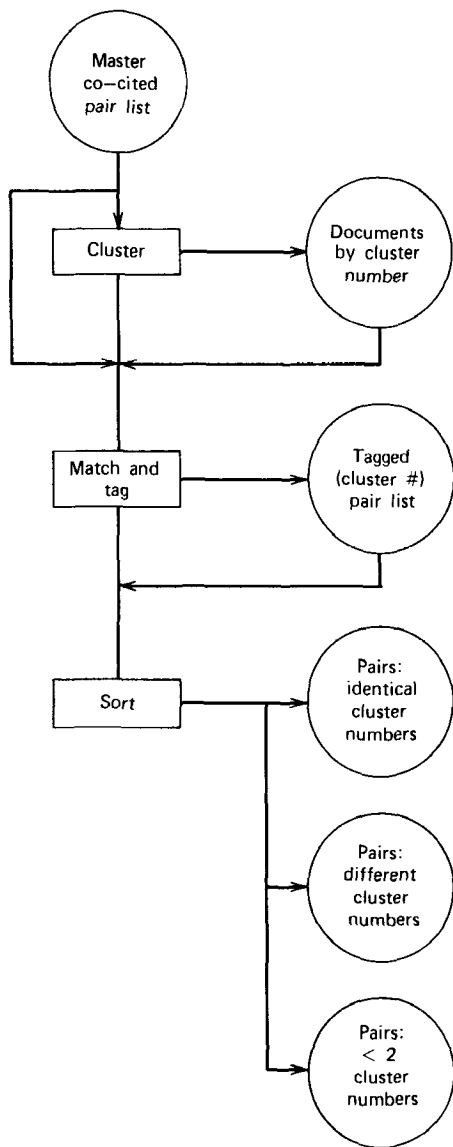 Master
co-cited
pair list
Cluster
Documents
by cluster
number
Match and
tag
Tagged
(cluster #)
pair list
Sort
Pairs:
identical
cluster
numbers
Pairs:
different
cluster
numbers
Pairs:
< 2
cluster
numbers